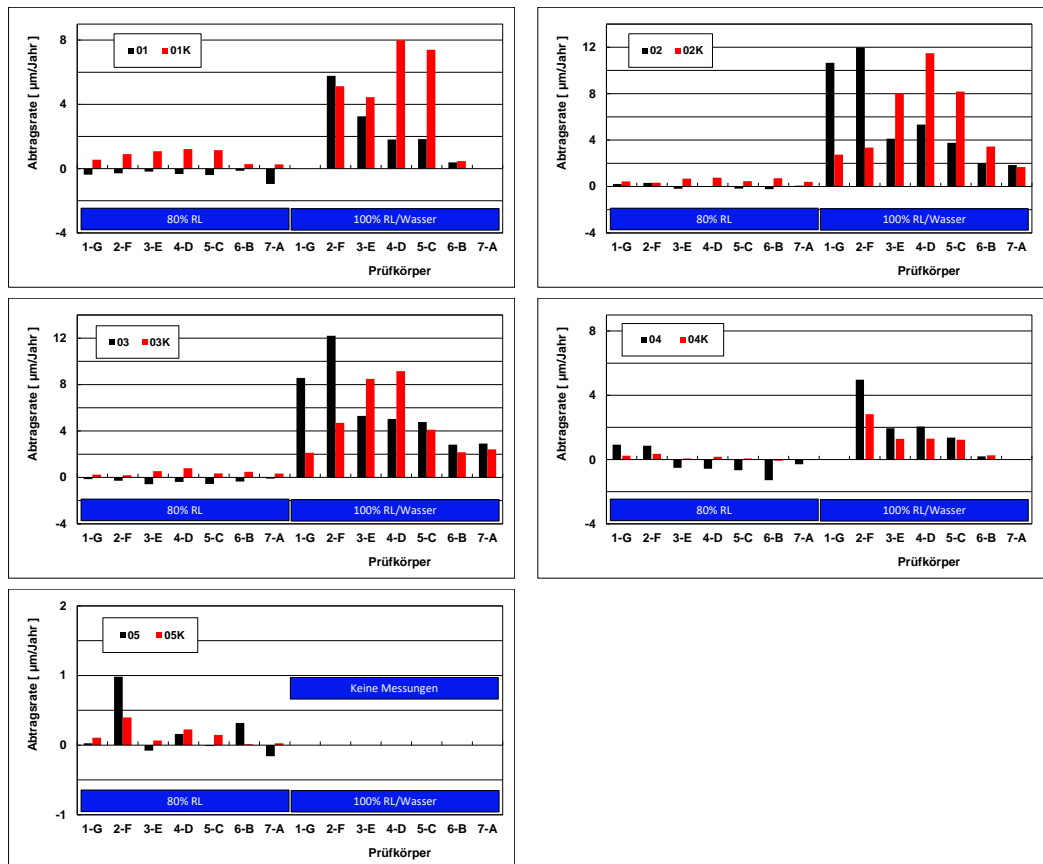 8
4
0
-4
Abtragsrate [ µm/Jahr ]
01 01K
80% RL 100% RL/Wasser
1-G 2-F 3-E 4-D 5-C 6-B 7-A 1-G 2-F 3-E 4-D 5-C 6-B 7-A
Prüfkörper
12
8
4
0
-4
Abtragsrate [ µm/Jahr ]
02 02K
80% RL 100% RL/Wasser
1-G 2-F 3-E 4-D 5-C 6-B 7-A 1-G 2-F 3-E 4-D 5-C 6-B 7-A
Prüfkörper
12
8
4
0
-4
Abtragsrate [ µm/Jahr ]
03 03K
80% RL 100% RL/Wasser
1-G 2-F 3-E 4-D 5-C 6-B 7-A 1-G 2-F 3-E 4-D 5-C 6-B 7-A
Prüfkörper
8
4
0
-4
Abtragsrate [ µm/Jahr ]
04 04K
80% RL 100% RL/Wasser
1-G 2-F 3-E 4-D 5-C 6-B 7-A 1-G 2-F 3-E 4-D 5-C 6-B 7-A
Prüfkörper
2
1
0
-1
Abtragsrate [ µm/Jahr ]
05 05K
Keine Messungen
80% RL 100% RL/Wasser
1-G 2-F 3-E 4-D 5-C 6-B 7-A 1-G 2-F 3-E 4-D 5-C 6-B 7-A
Prüfkörper